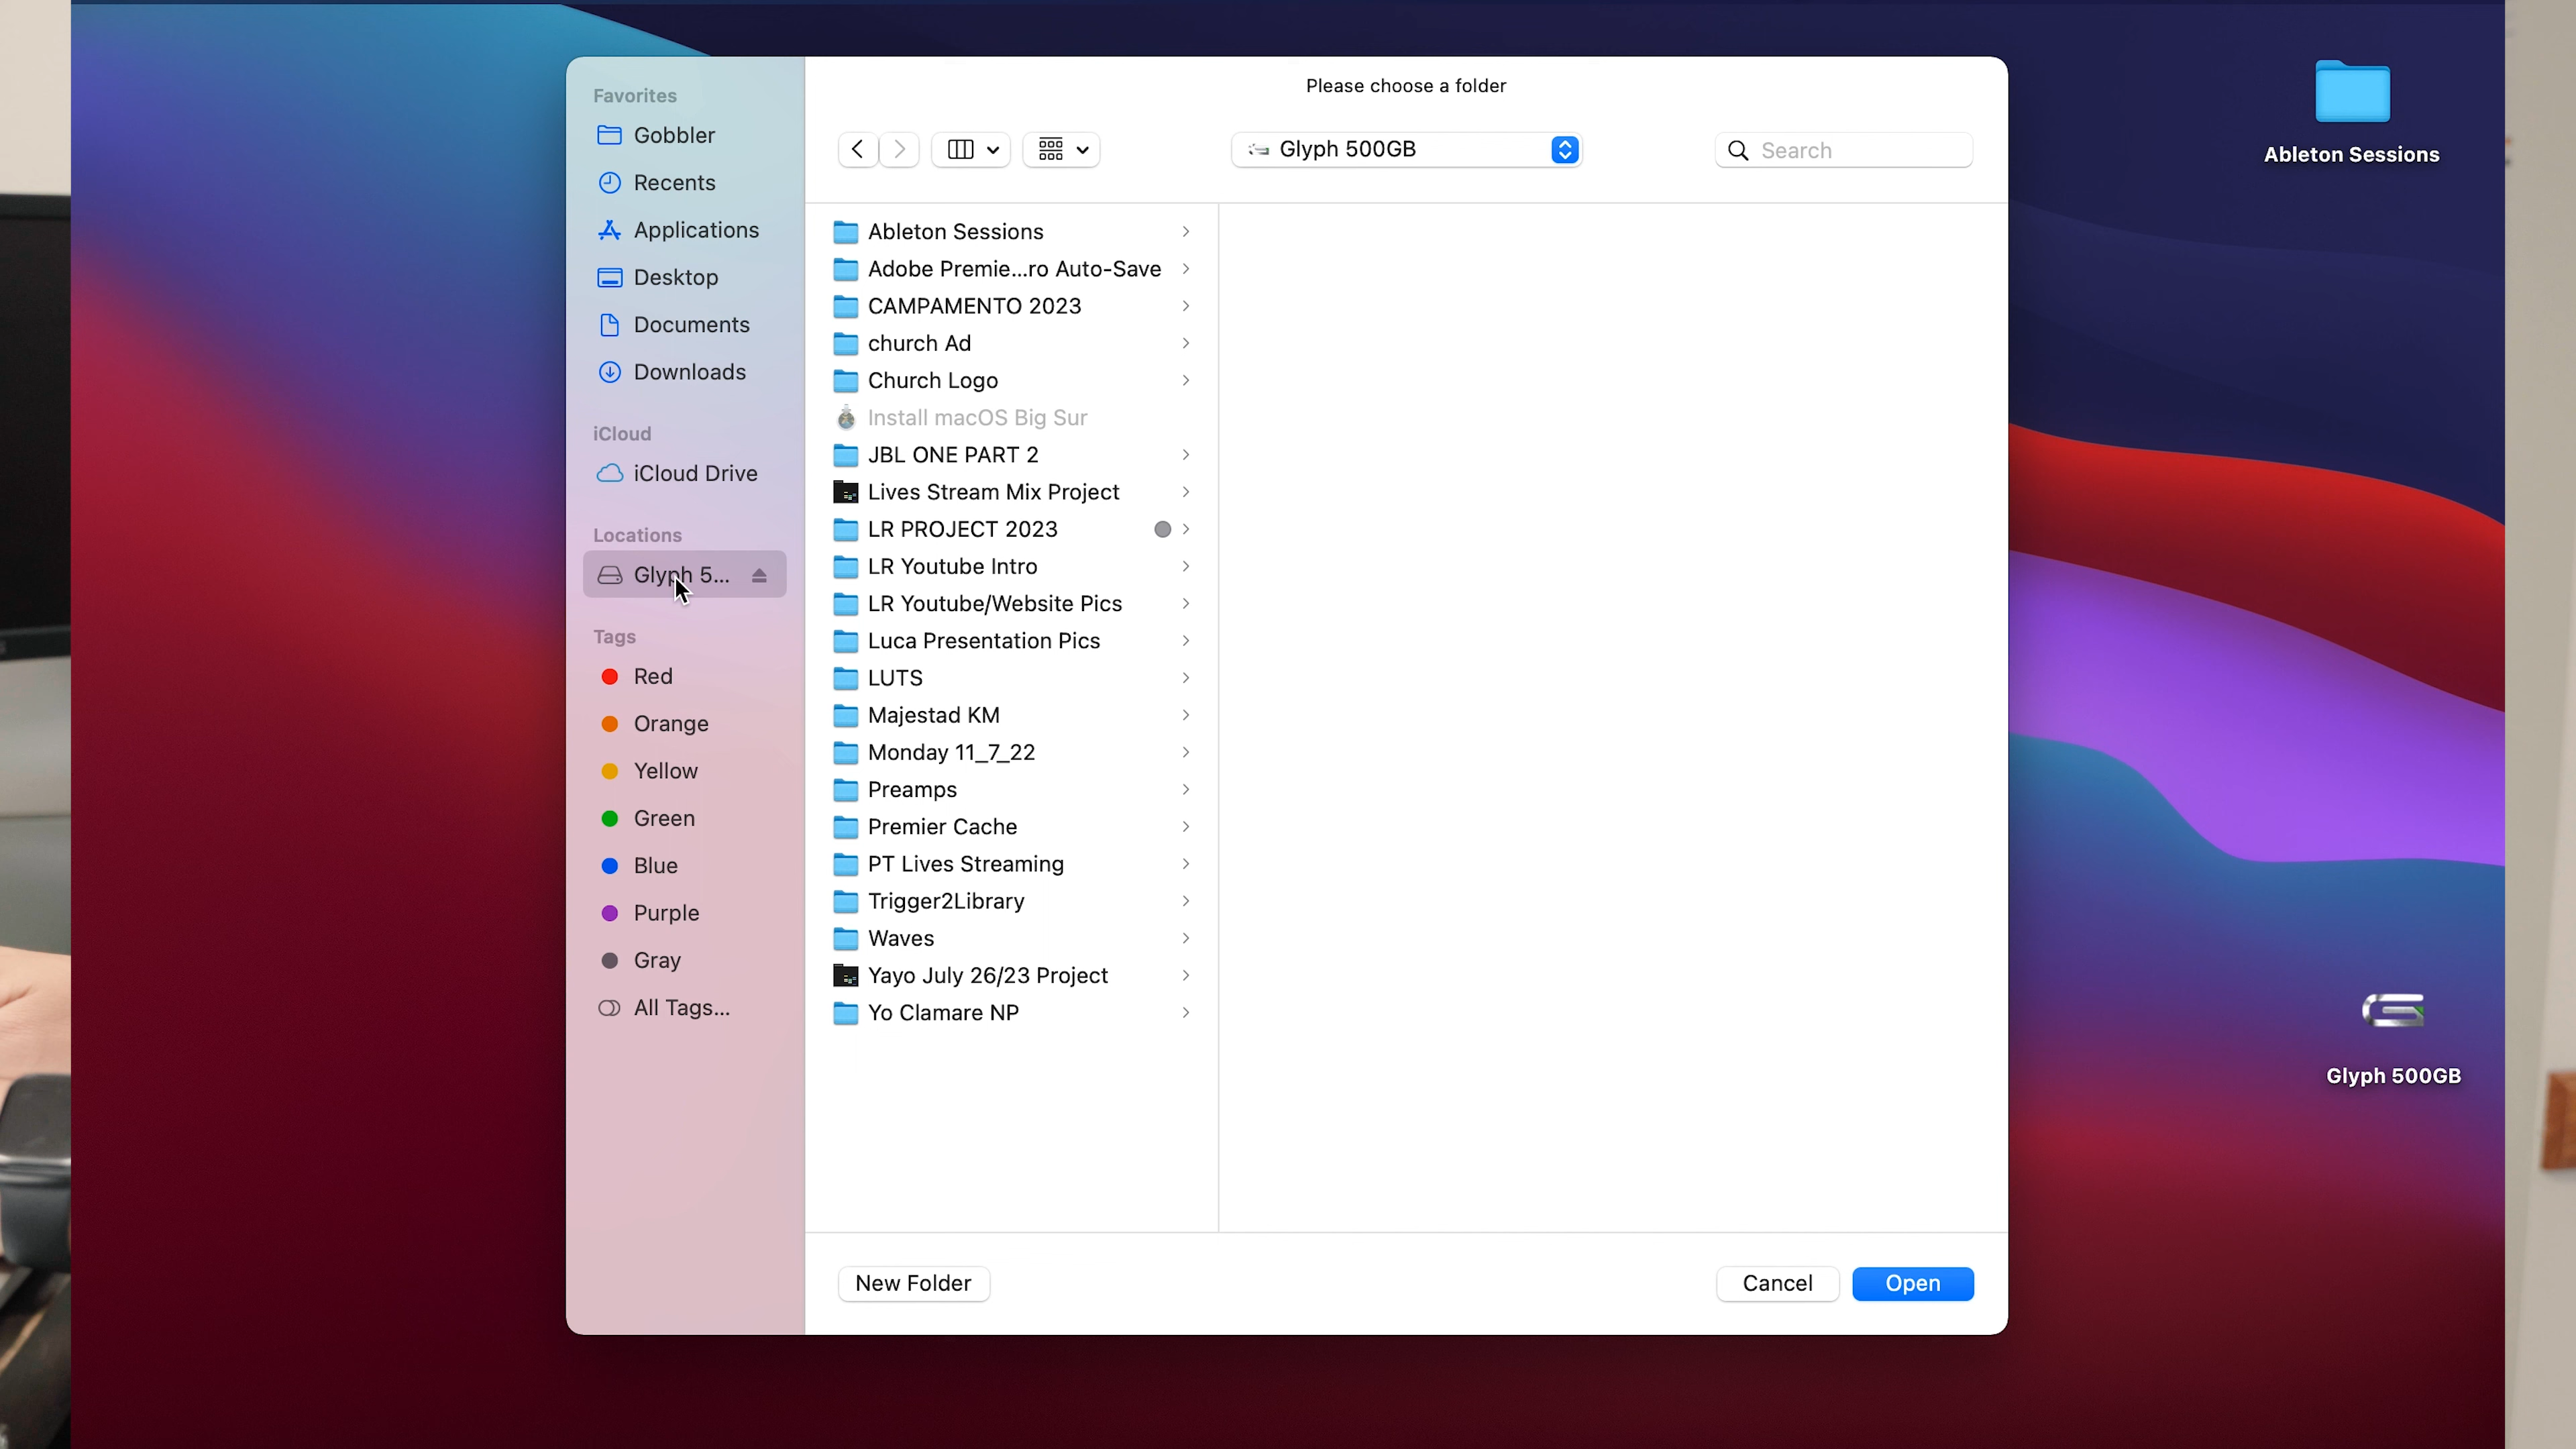 Favorites
Gobbler
Recents
Applications
Desktop
Documents
Downloads
iCloud
iCloud Drive
Locations
Glyph 5...
Tags
Red
Orange
Yellow
Green
Blue
Purple
Gray
All Tags...
Please choose a folder
Glyph 500GB
Search
Ableton Sessions
Adobe Premie...ro Auto-Save
CAMPAMENTO 2023
church Ad
Church Logo
Install macOS Big Sur
JBL ONE PART 2
Lives Stream Mix Project
LR PROJECT 2023
LR Youtube Intro
LR Youtube/Website Pics
Luca Presentation Pics
LUTS
Majestad KM
Monday 11_7_22
Preamps
Premier Cache
PT Lives Streaming
Trigger2Library
Waves
Yayo July 26/23 Project
Yo Clamare NP
New Folder
Cancel
Open
Ableton Sessions
Glyph 500GB